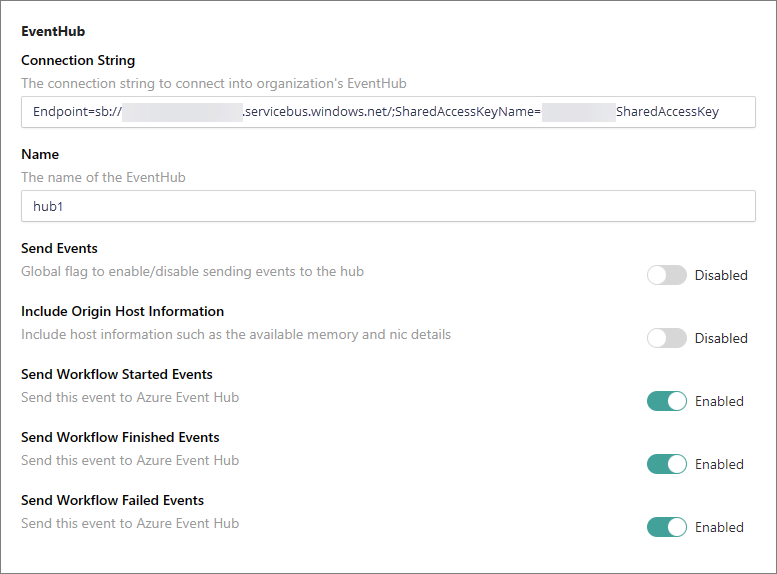 EventHub
Connection String
The connection string to connect into organization's EventHub
Endpoint=sb:// .servicebus.windows.net/;SharedAccessKeyName= SharedAccessKey
Name
The name of the EventHub
hub1
Send Events
Global flag to enable/disable sending events to the hub
Disabled
Include Origin Host Information
Include host information such as the available memory and nic details
Disabled
Send Workflow Started Events
Send this event to Azure Event Hub
Enabled
Send Workflow Finished Events
Send this event to Azure Event Hub
Enabled
Send Workflow Failed Events
Send this event to Azure Event Hub
Enabled